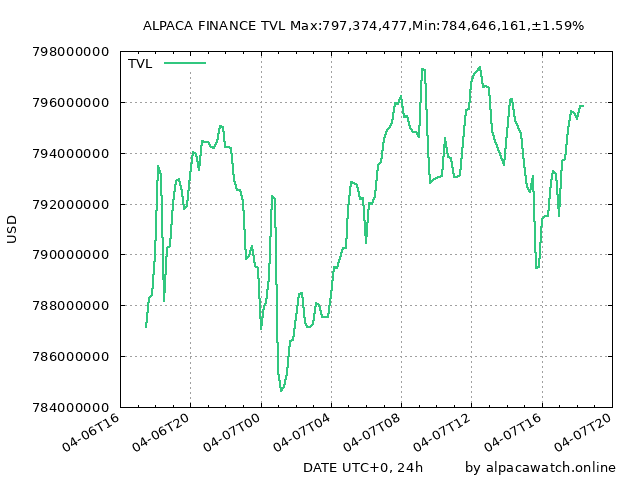 ALPACA FINANCE TVL Max:797,374,477,Min:784,646,161,±1.59%
798000000
TVL
796000000
794000000
792000000
USD
790000000
788000000
786000000
784000000
04-06T16 04-06T20 04-07T00 04-07T04 04-07T08 04-07T12 04-07T16 04-07T20
DATE UTC+0, 24h by alpacawatch.online